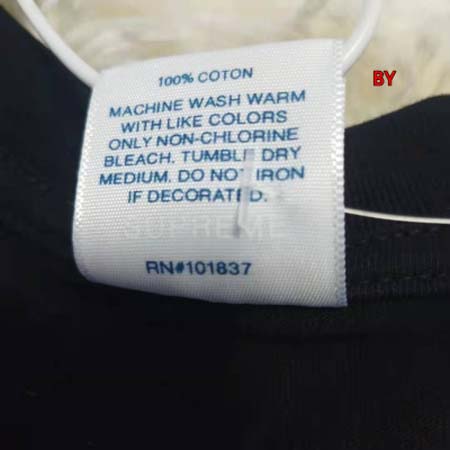 BY
100% COTON
MACHINE WASH WARM
WITH LIKE COLORS
ONLY NON-CHLORINE
BLEACH. TUMBLE DRY
MEDIUM. DO NOT IRON
IF DECORATED.
SUPREME
RN#101837